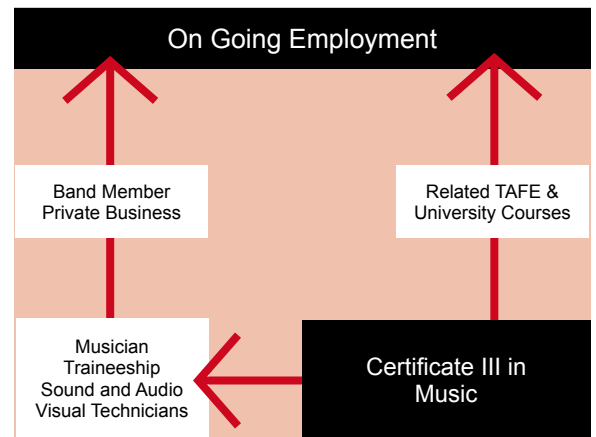 On Going Employment
Band Member
Private Business
Related TAFE &
University Courses
Musician
Traineeship
Sound and Audio
Visual Technicians
Certificate III in
Music